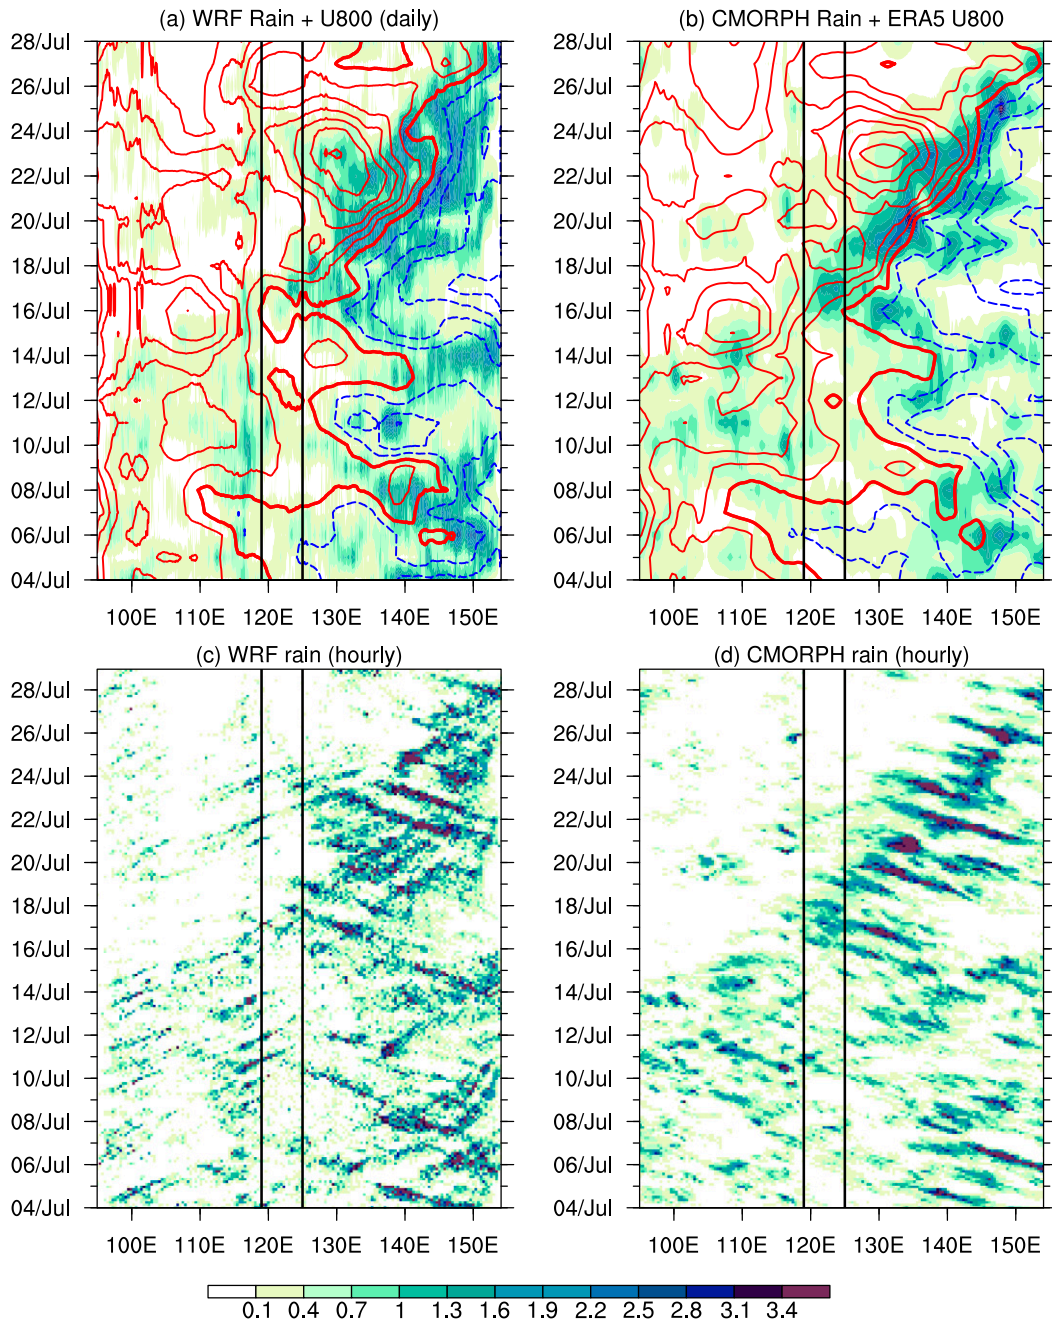 (a) WRF Rain + U800 (daily)
28/Jul
26/Jul
24/Jul
22/Jul
20/Jul
18/Jul
16/Jul
14/Jul
12/Jul
10/Jul
08/Jul
06/Jul
04/Jul
100E 110E 120E 130E 140E 150E
(b) CMORPH Rain + ERA5 U800
28/Jul
26/Jul
24/Jul
22/Jul
20/Jul
18/Jul
16/Jul
14/Jul
12/Jul
10/Jul
08/Jul
06/Jul
04/Jul
100E 110E 120E 130E 140E 150E
(c) WRF rain (hourly)
28/Jul
26/Jul
24/Jul
22/Jul
20/Jul
18/Jul
16/Jul
14/Jul
12/Jul
10/Jul
08/Jul
06/Jul
04/Jul
100E 110E 120E 130E 140E 150E
(d) CMORPH rain (hourly)
28/Jul
26/Jul
24/Jul
22/Jul
20/Jul
18/Jul
16/Jul
14/Jul
12/Jul
10/Jul
08/Jul
06/Jul
04/Jul
100E 110E 120E 130E 140E 150E
0.1 0.4 0.7 1 1.3 1.6 1.9 2.2 2.5 2.8 3.1 3.4